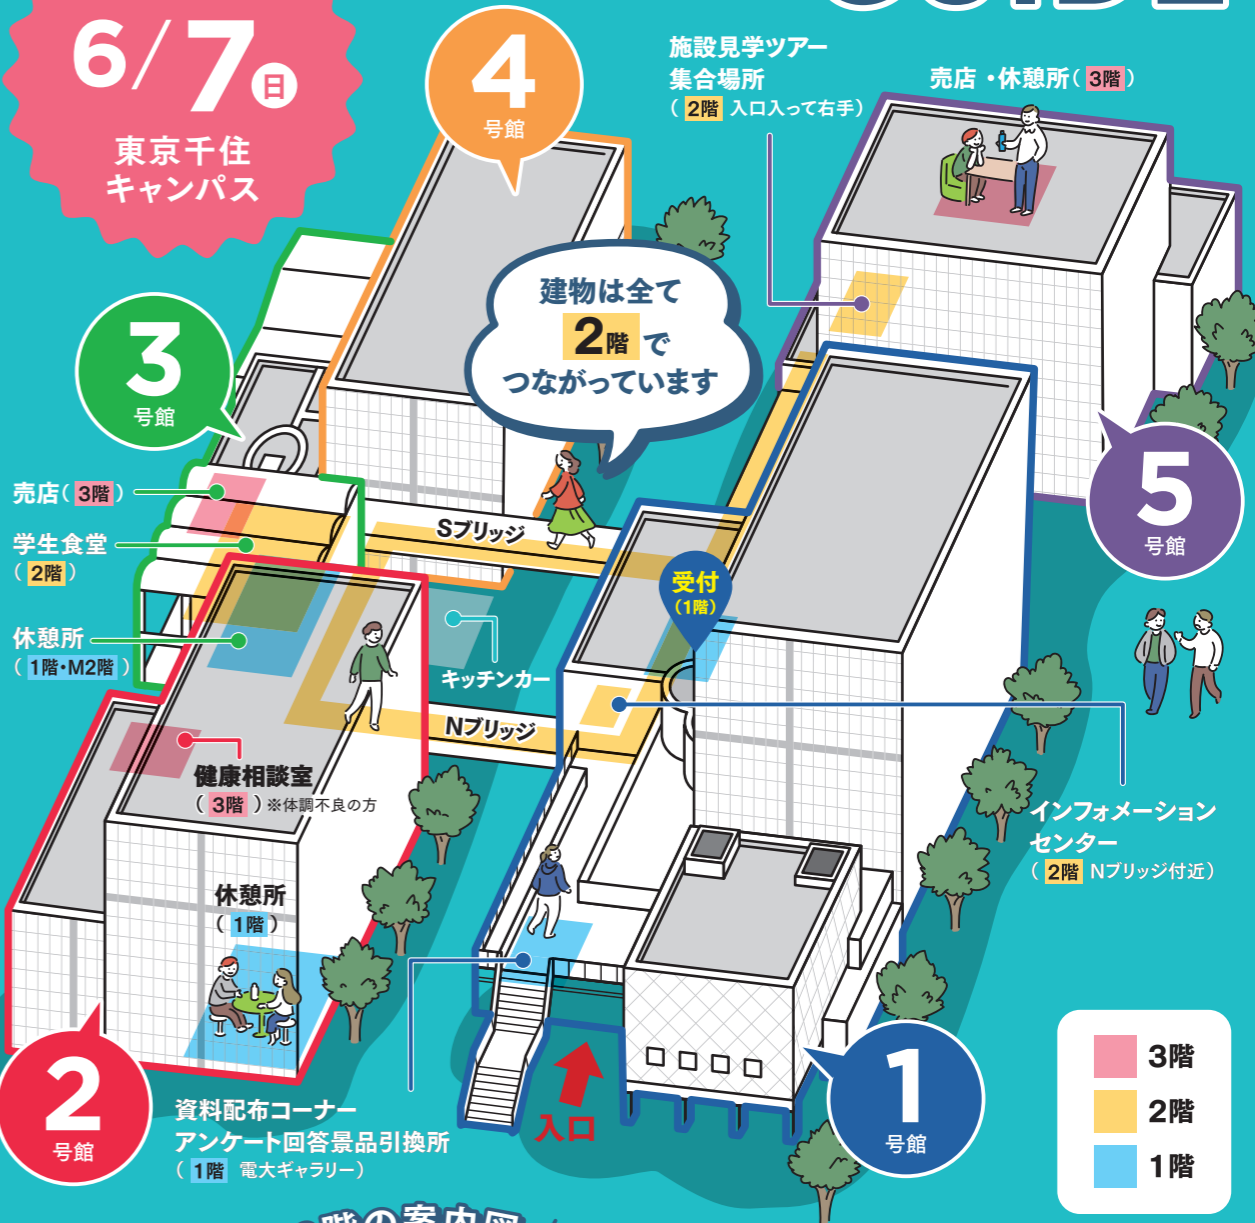 GUIDE
6/7日
東京千住
キャンパス
4
号館
施設見学ツアー
集合場所
(2階 入口入って右手)
売店・休憩所(3階)
建物は全て
2階で
つながっています
3
号館
5
号館
売店(3階)
学生食堂
(2階)
休憩所
(1階・M2階)
Sブリッジ
受付
(1階)
キッチンカー
Nブリッジ
健康相談室
(3階)※体調不良の方
インフォメーション
センター
(2階 Nブリッジ付近)
休憩所
(1階)
2
号館
資料配布コーナー
アンケート回答景品引換所
(1階 電大ギャラリー)
入口
1
号館
3階
2階
1階
階の案内図